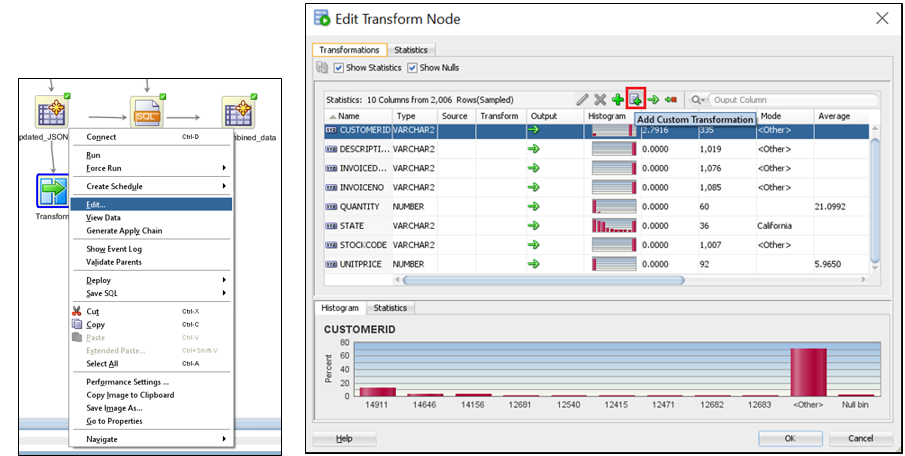 SQL
pdated_JSON
bined_data
Transform
Connect Ctrl-D
Run
Force Run
Create Schedule
Edit...
View Data
Generate Apply Chain
Show Event Log
Validate Parents
Deploy
Save SQL
Cut Ctrl-X
Copy Ctrl-C
Paste Ctrl-V
Extended Paste... Ctrl+Shift-V
Select All Ctrl-A
Performance Settings ...
Copy Image to Clipboard
Save Image As...
Go to Properties
Navigate
Edit Transform Node
Transformations Statistics
Show Statistics Show Nulls
Statistics: 10 Columns from 2,006 Rows(Sampled) Ouput Column
Name Type Source Transform Output Histogram Mode Average
Add Custom Transformation
CUSTOMERID VARCHAR2 2.7916 335 <Other>
DESCRIPTI... VARCHAR2 0.0000 1,019 <Other>
INVOICED... VARCHAR2 0.0000 1,076 <Other>
INVOICENO VARCHAR2 0.0000 1,085 <Other>
QUANTITY NUMBER 0.0000 60 21.0992
STATE VARCHAR2 0.0000 36 California
STOCKCODE VARCHAR2 0.0000 1,007 <Other>
UNITPRICE NUMBER 0.0000 92 5.9650
Histogram Statistics
CUSTOMERID
Percent
80
60
40
20
0
14911 14646 14156 12681 12540 12415 12471 12682 12683 <Other> Null bin
Help OK Cancel